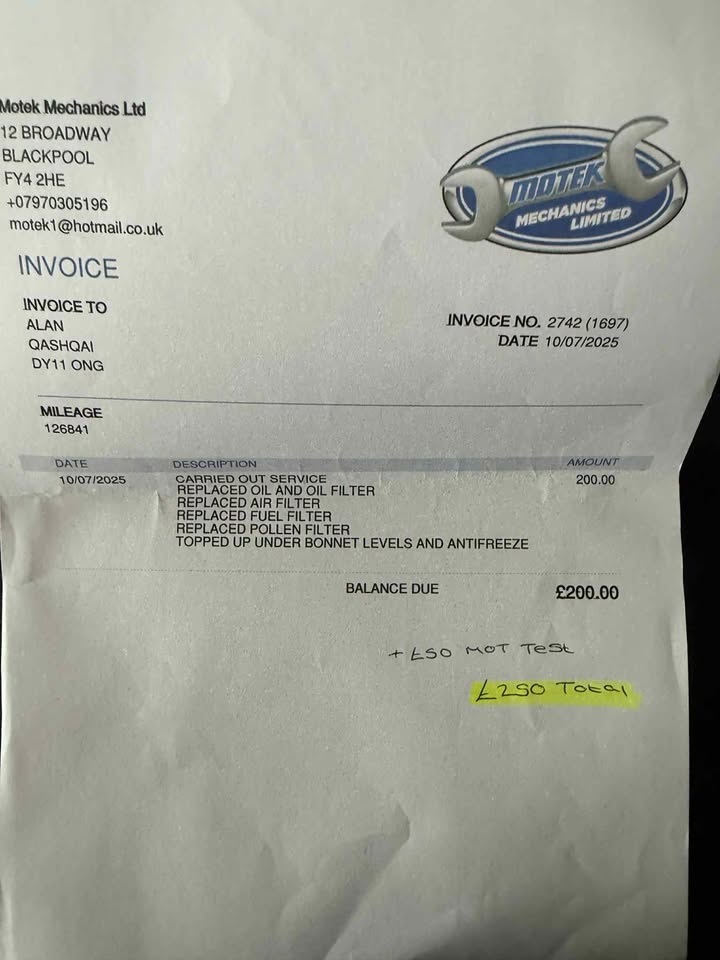 Motek Mechanics Ltd
12 BROADWAY
BLACKPOOL
FY4 2HE
+07970305196
motek1@hotmail.co.uk
MOTEK
MECHANICS
LIMITED
INVOICE
INVOICE TO
ALAN
QASHQAI
DY11 ONG
INVOICE NO. 2742 (1697)
DATE 10/07/2025
MILEAGE
126841
DATE DESCRIPTION AMOUNT
10/07/2025 CARRIED OUT SERVICE 200.00
REPLACED OIL AND OIL FILTER
REPLACED AIR FILTER
REPLACED FUEL FILTER
REPLACED POLLEN FILTER
TOPPED UP UNDER BONNET LEVELS AND ANTIFREEZE
BALANCE DUE £200.00
+ £50 MOT Test
£250 Total